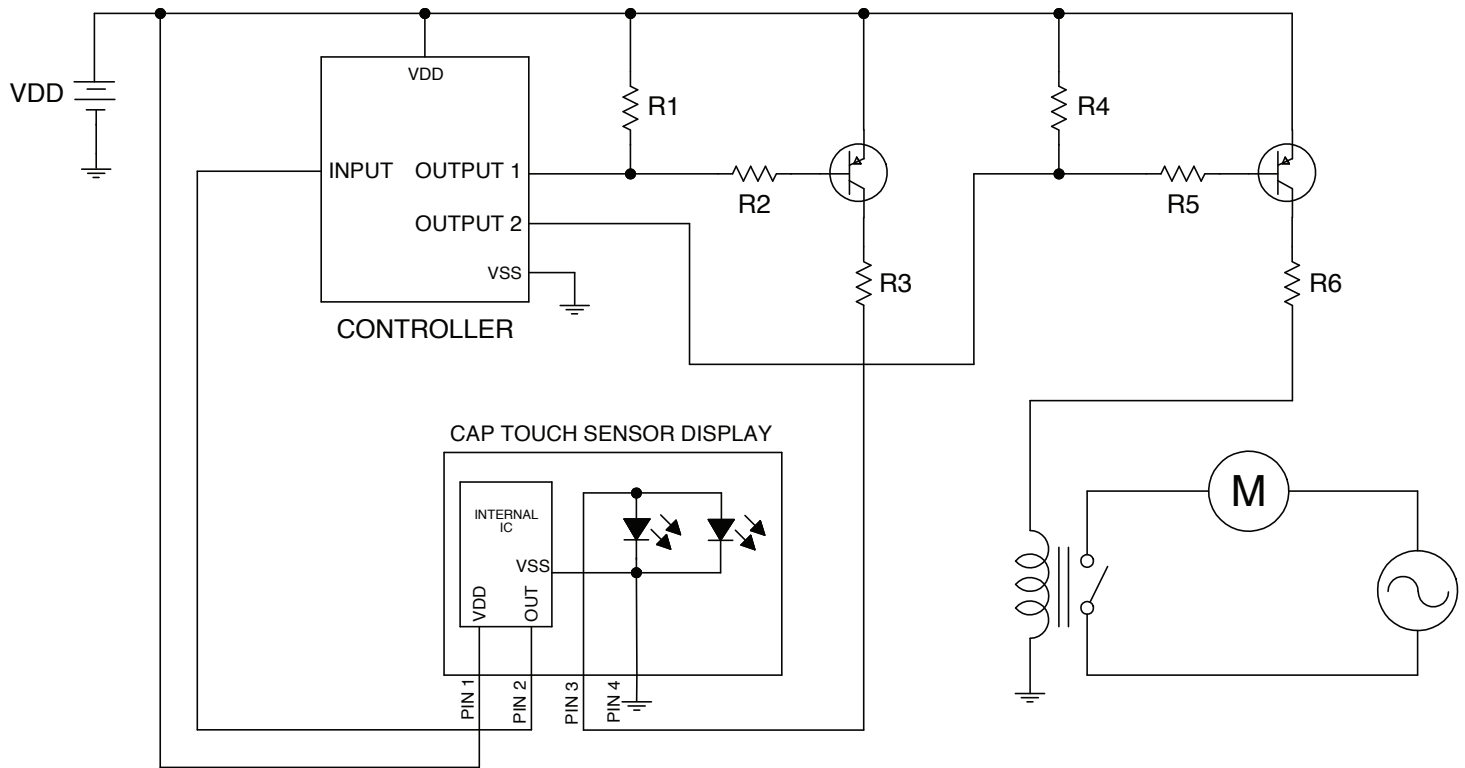 VDD
VDD
R1
R4
INPUT
OUTPUT 1
R2
R5
OUTPUT 2
VSS
R3
R6
CONTROLLER
CAP TOUCH SENSOR DISPLAY
M
INTERNAL
IC
VSS
VDD
OUT
PIN 1
PIN 2
PIN 3
PIN 4